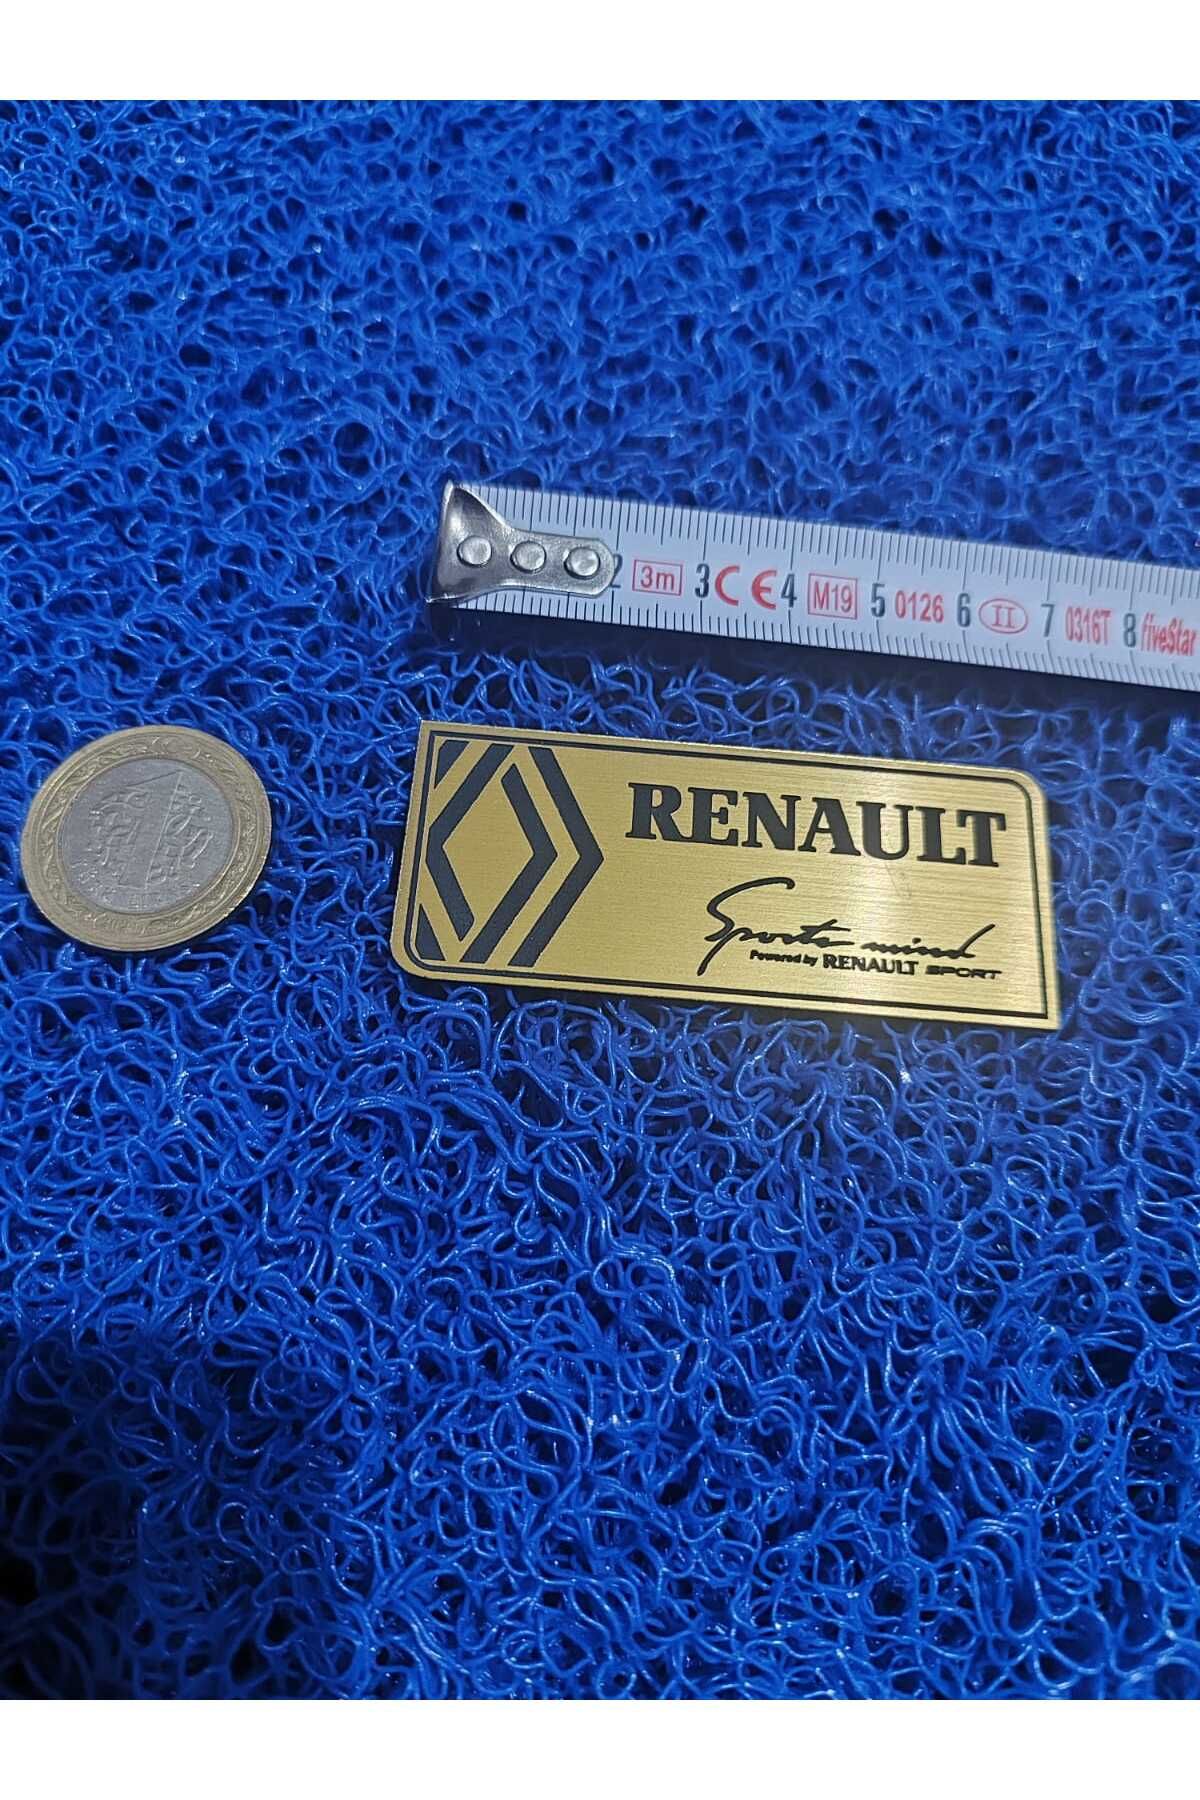 2 3m 3 CE 4 M19 5 0126 6 II 7 0316T 8 fiveStar
RENAULT
Sports mind
Powered by RENAULT SPORT